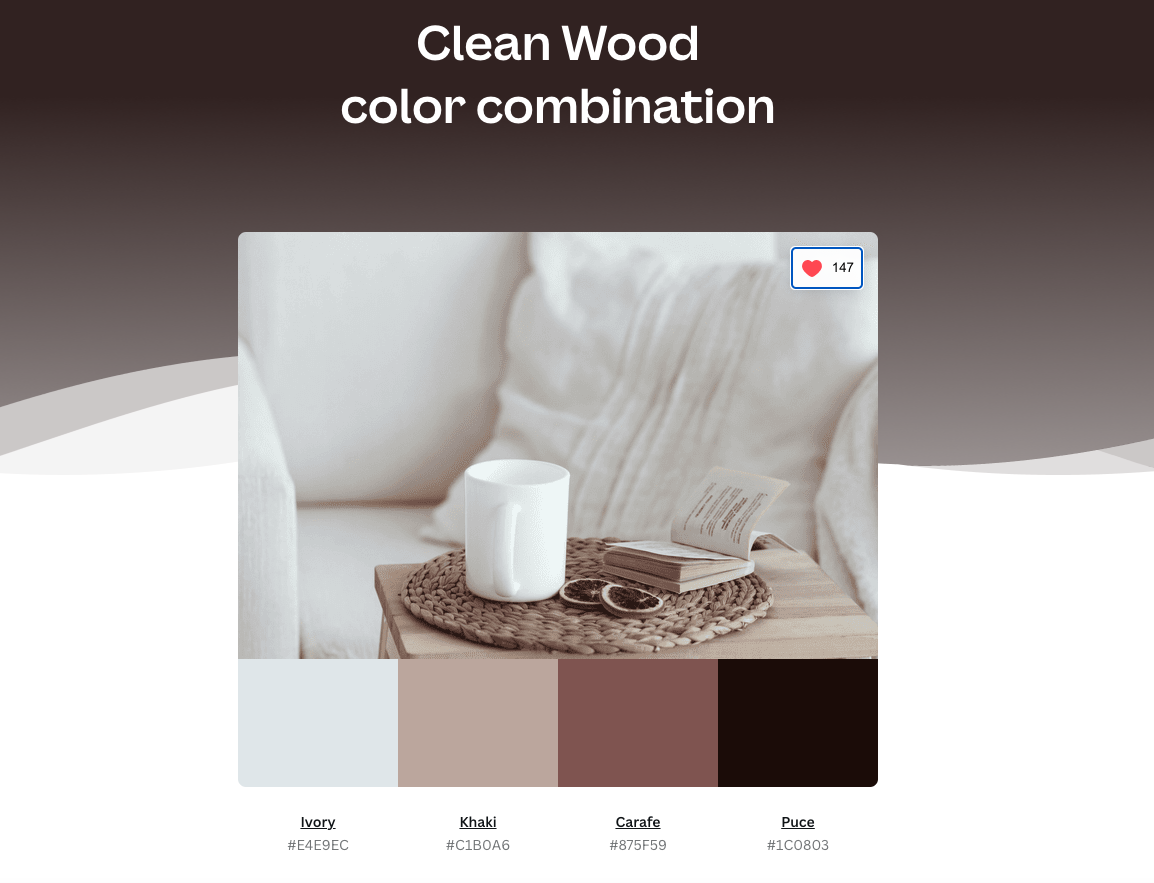 Clean Wood
color combination
147
Ivory
Khaki
Carafe
Puce
#E4E9EC
#C1B0A6
#875F59
#1C0803